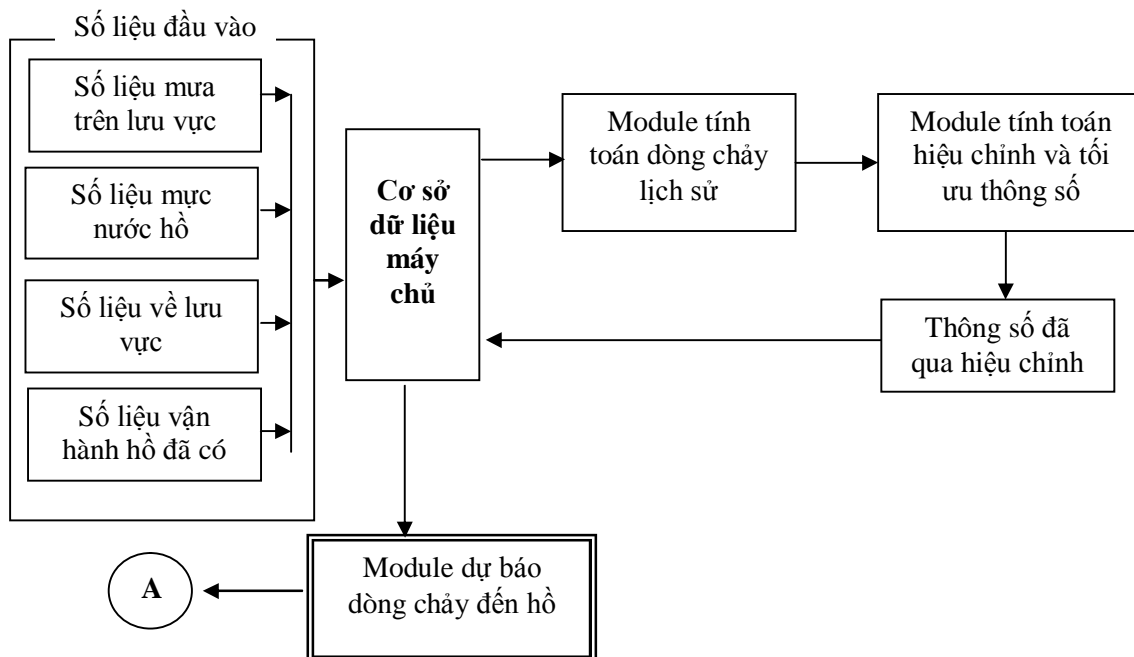 Số liệu đầu vào
Số liệu mưa
trên lưu vực
Số liệu mực
nước hồ
Số liệu về lưu
vực
Số liệu vận
hành hồ đã có
Cơ sở
dữ liệu
máy
chủ
Module tính
toán dòng chảy
lịch sử
Module tính toán
hiệu chỉnh và tối
ưu thông số
Thông số đã
qua hiệu chỉnh
Module dự báo
dòng chảy đến hồ
A